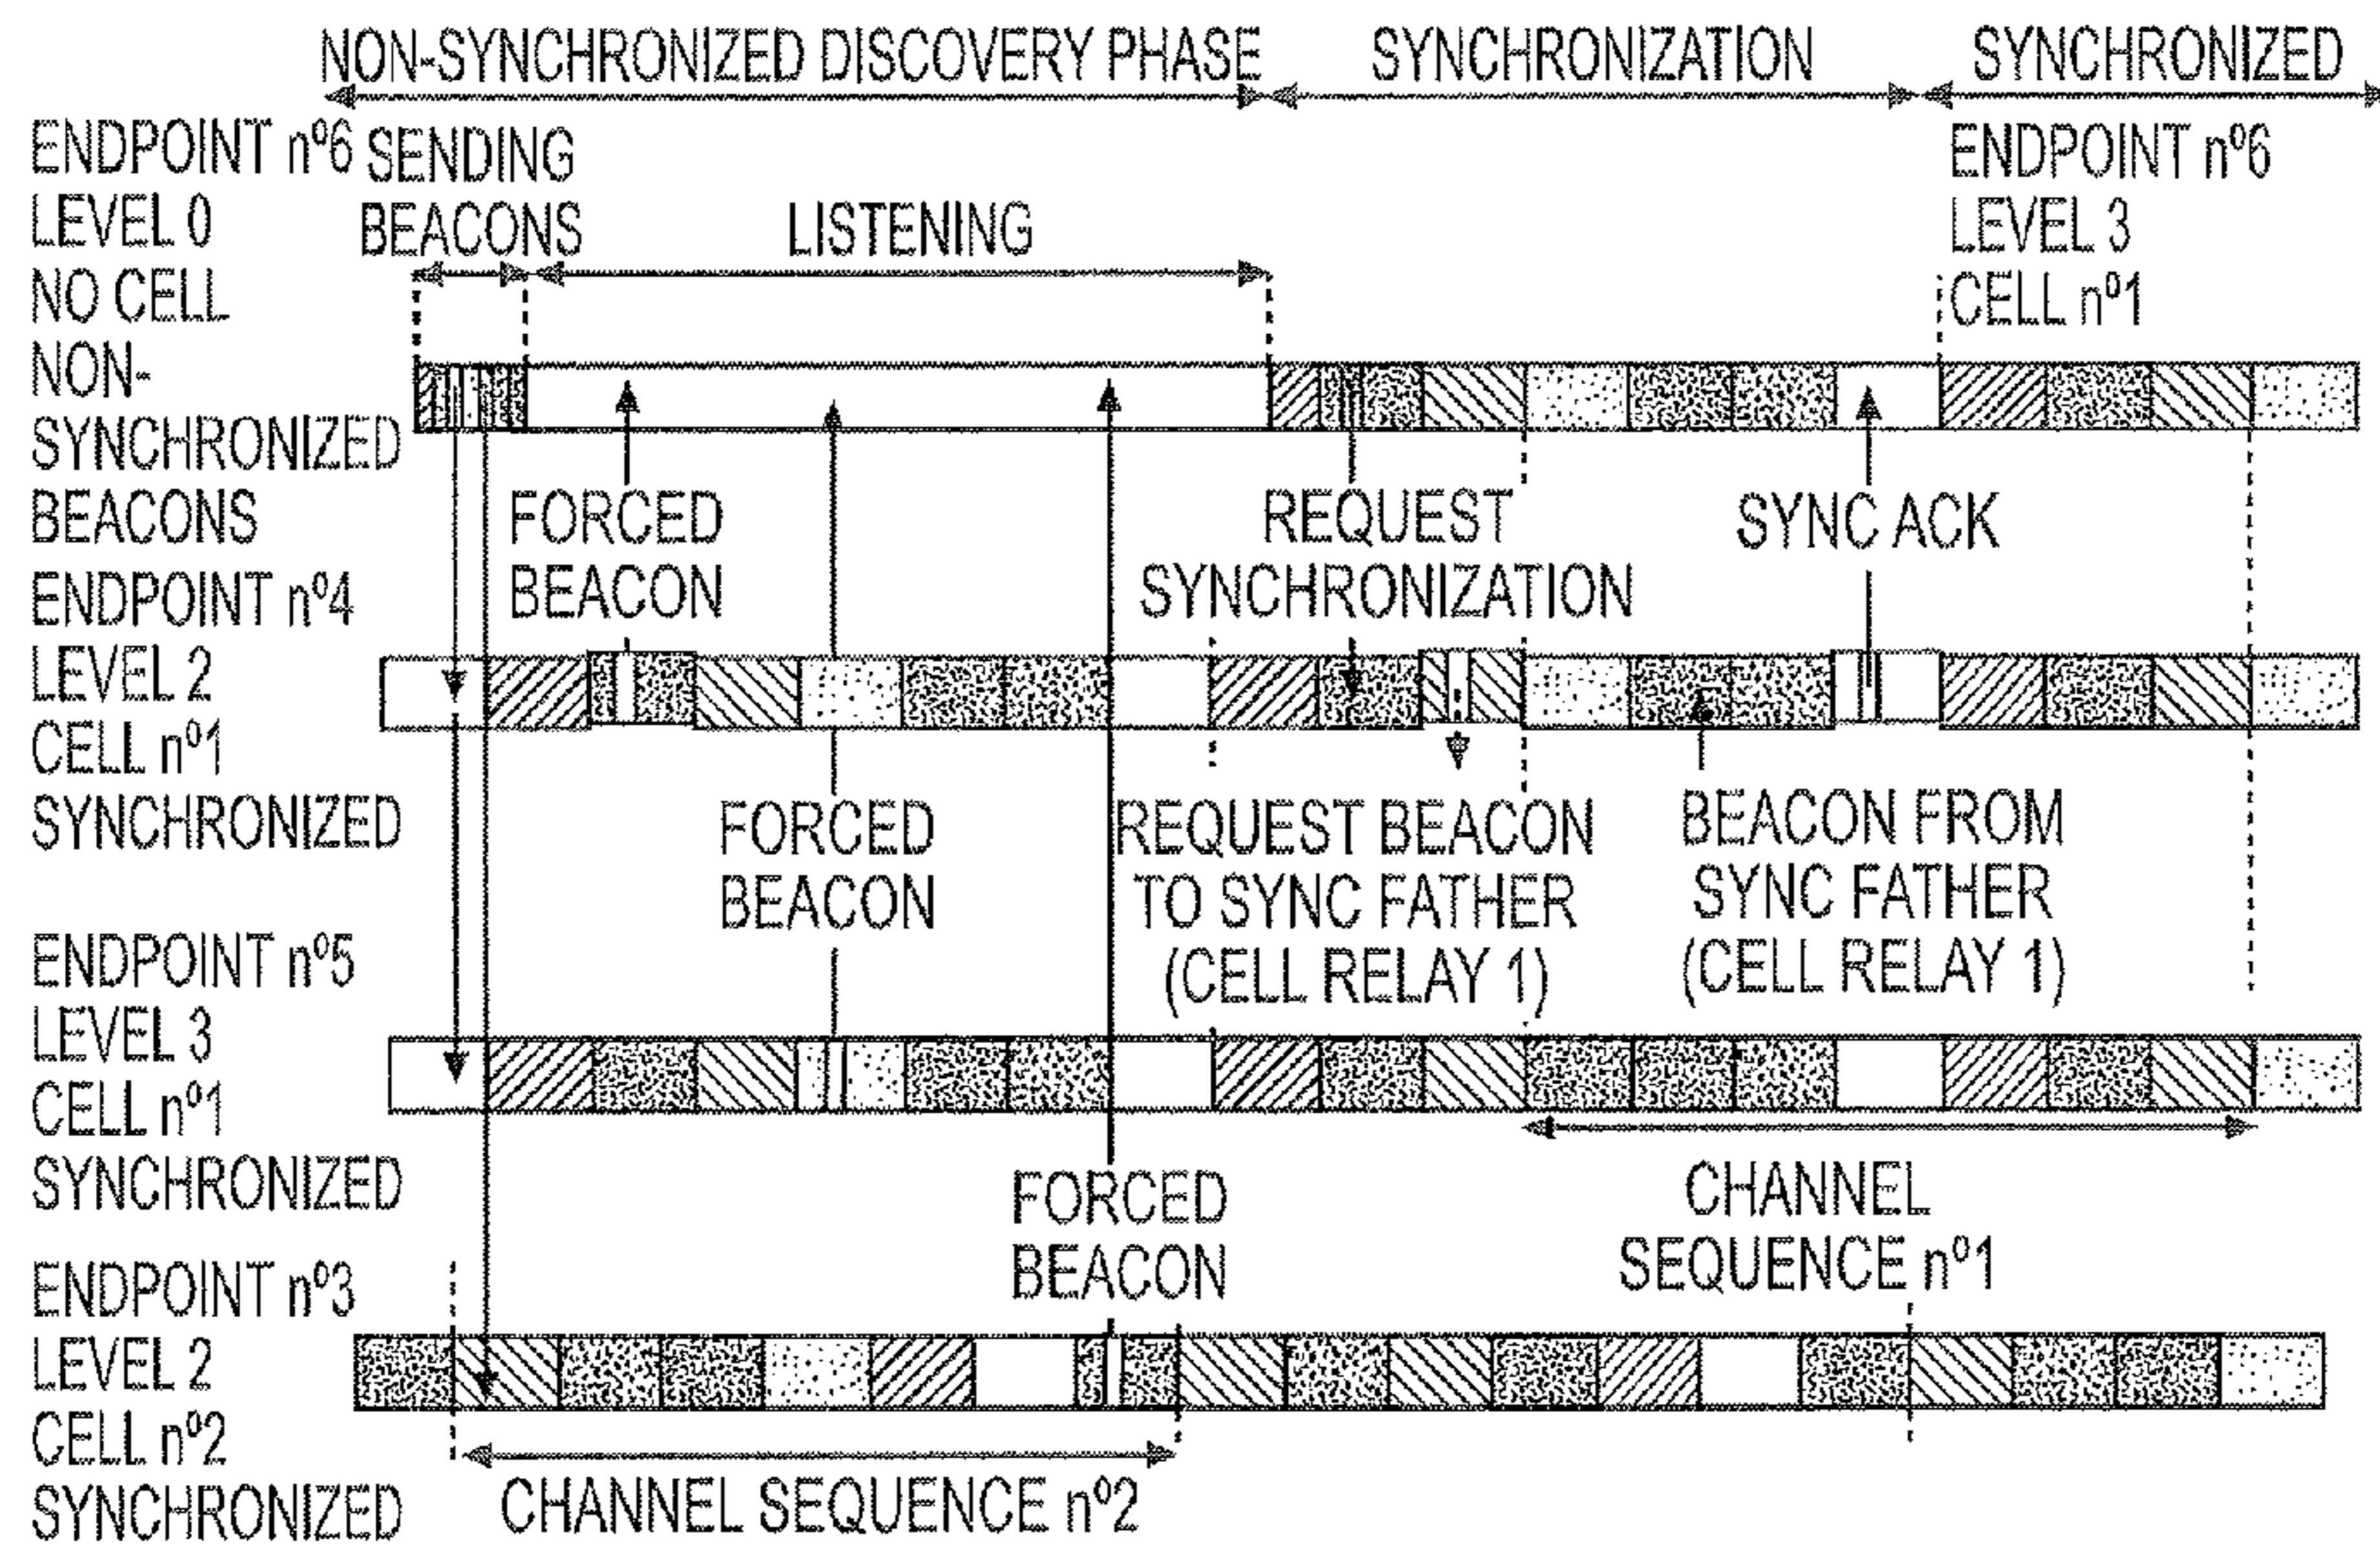 NON-SYNCHRONIZED DISCOVERY PHASE
SYNCHRONIZATION
SYNCHRONIZED
ENDPOINT nº6
LEVEL 0
NO CELL
NON-
SYNCHRONIZED
BEACONS
SENDING
BEACONS
LISTENING
ENDPOINT nº6
LEVEL 3
CELL nº1
FORCED
BEACON
REQUEST
SYNCHRONIZATION
SYNC ACK
ENDPOINT nº4
LEVEL 2
CELL nº1
SYNCHRONIZED
FORCED
BEACON
REQUEST BEACON
TO SYNC FATHER
(CELL RELAY 1)
BEACON FROM
SYNC FATHER
(CELL RELAY 1)
ENDPOINT nº5
LEVEL 3
CELL nº1
SYNCHRONIZED
FORCED
BEACON
CHANNEL
SEQUENCE nº1
ENDPOINT nº3
LEVEL 2
CELL nº2
SYNCHRONIZED
CHANNEL SEQUENCE nº2